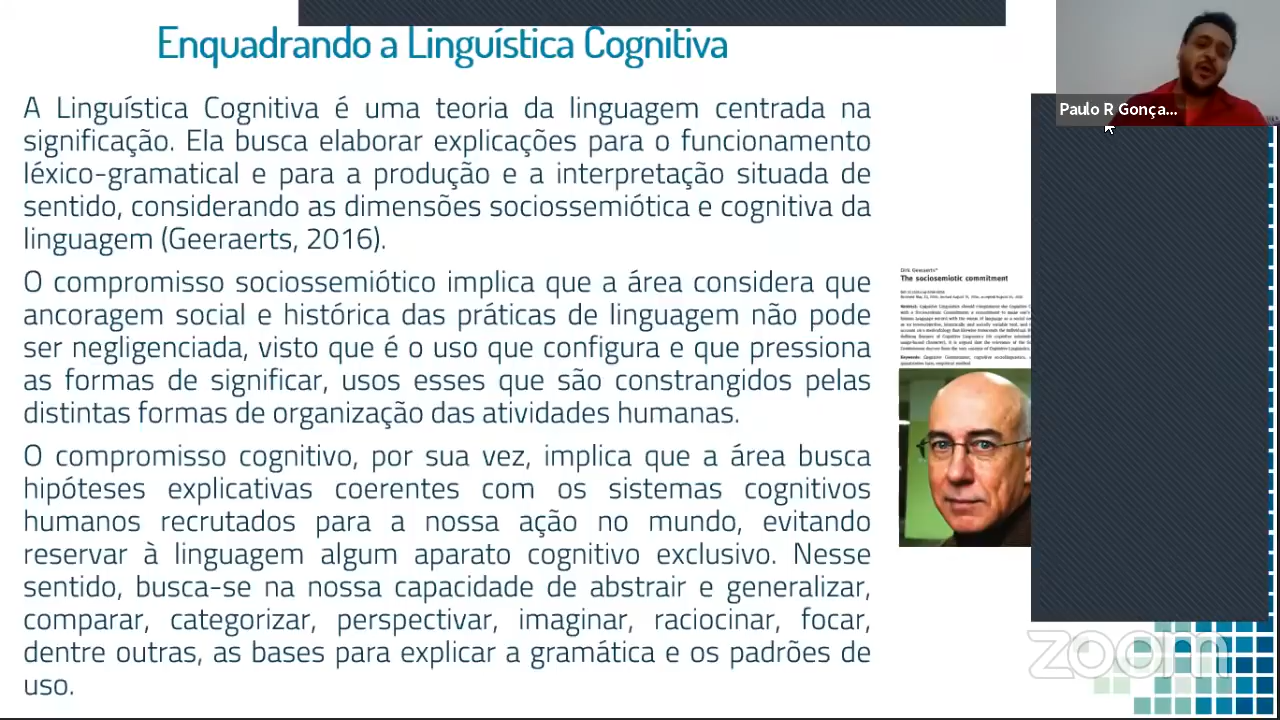 Enquadrando a Linguística Cognitiva
A Linguística Cognitiva é uma teoria da linguagem centrada na
significação. Ela busca elaborar explicações para o funcionamento
léxico-gramatical e para a produção e a interpretação situada de
sentido, considerando as dimensões sociossemiótica e cognitiva da
linguagem (Geeraerts, 2016).
O compromisso sociossemiótico implica que a área considera que
ancoragem social e histórica das práticas de linguagem não pode
ser negligenciada, visto que é o uso que configura e que pressiona
as formas de significar, usos esses que são constrangidos pelas
distintas formas de organização das atividades humanas.
O compromisso cognitivo, por sua vez, implica que a área busca
hipóteses explicativas coerentes com os sistemas cognitivos
humanos recrutados para a nossa ação no mundo, evitando
reservar à linguagem algum aparato cognitivo exclusivo. Nesse
sentido, busca-se na nossa capacidade de abstrair e generalizar,
comparar, categorizar, perspectivar, imaginar, raciocinar, focar,
dentre outras, as bases para explicar a gramática e os padrões de
uso.
Dirk Geeraerts*
The sociosemiotic commitment
Paulo R Gonça...
zoom